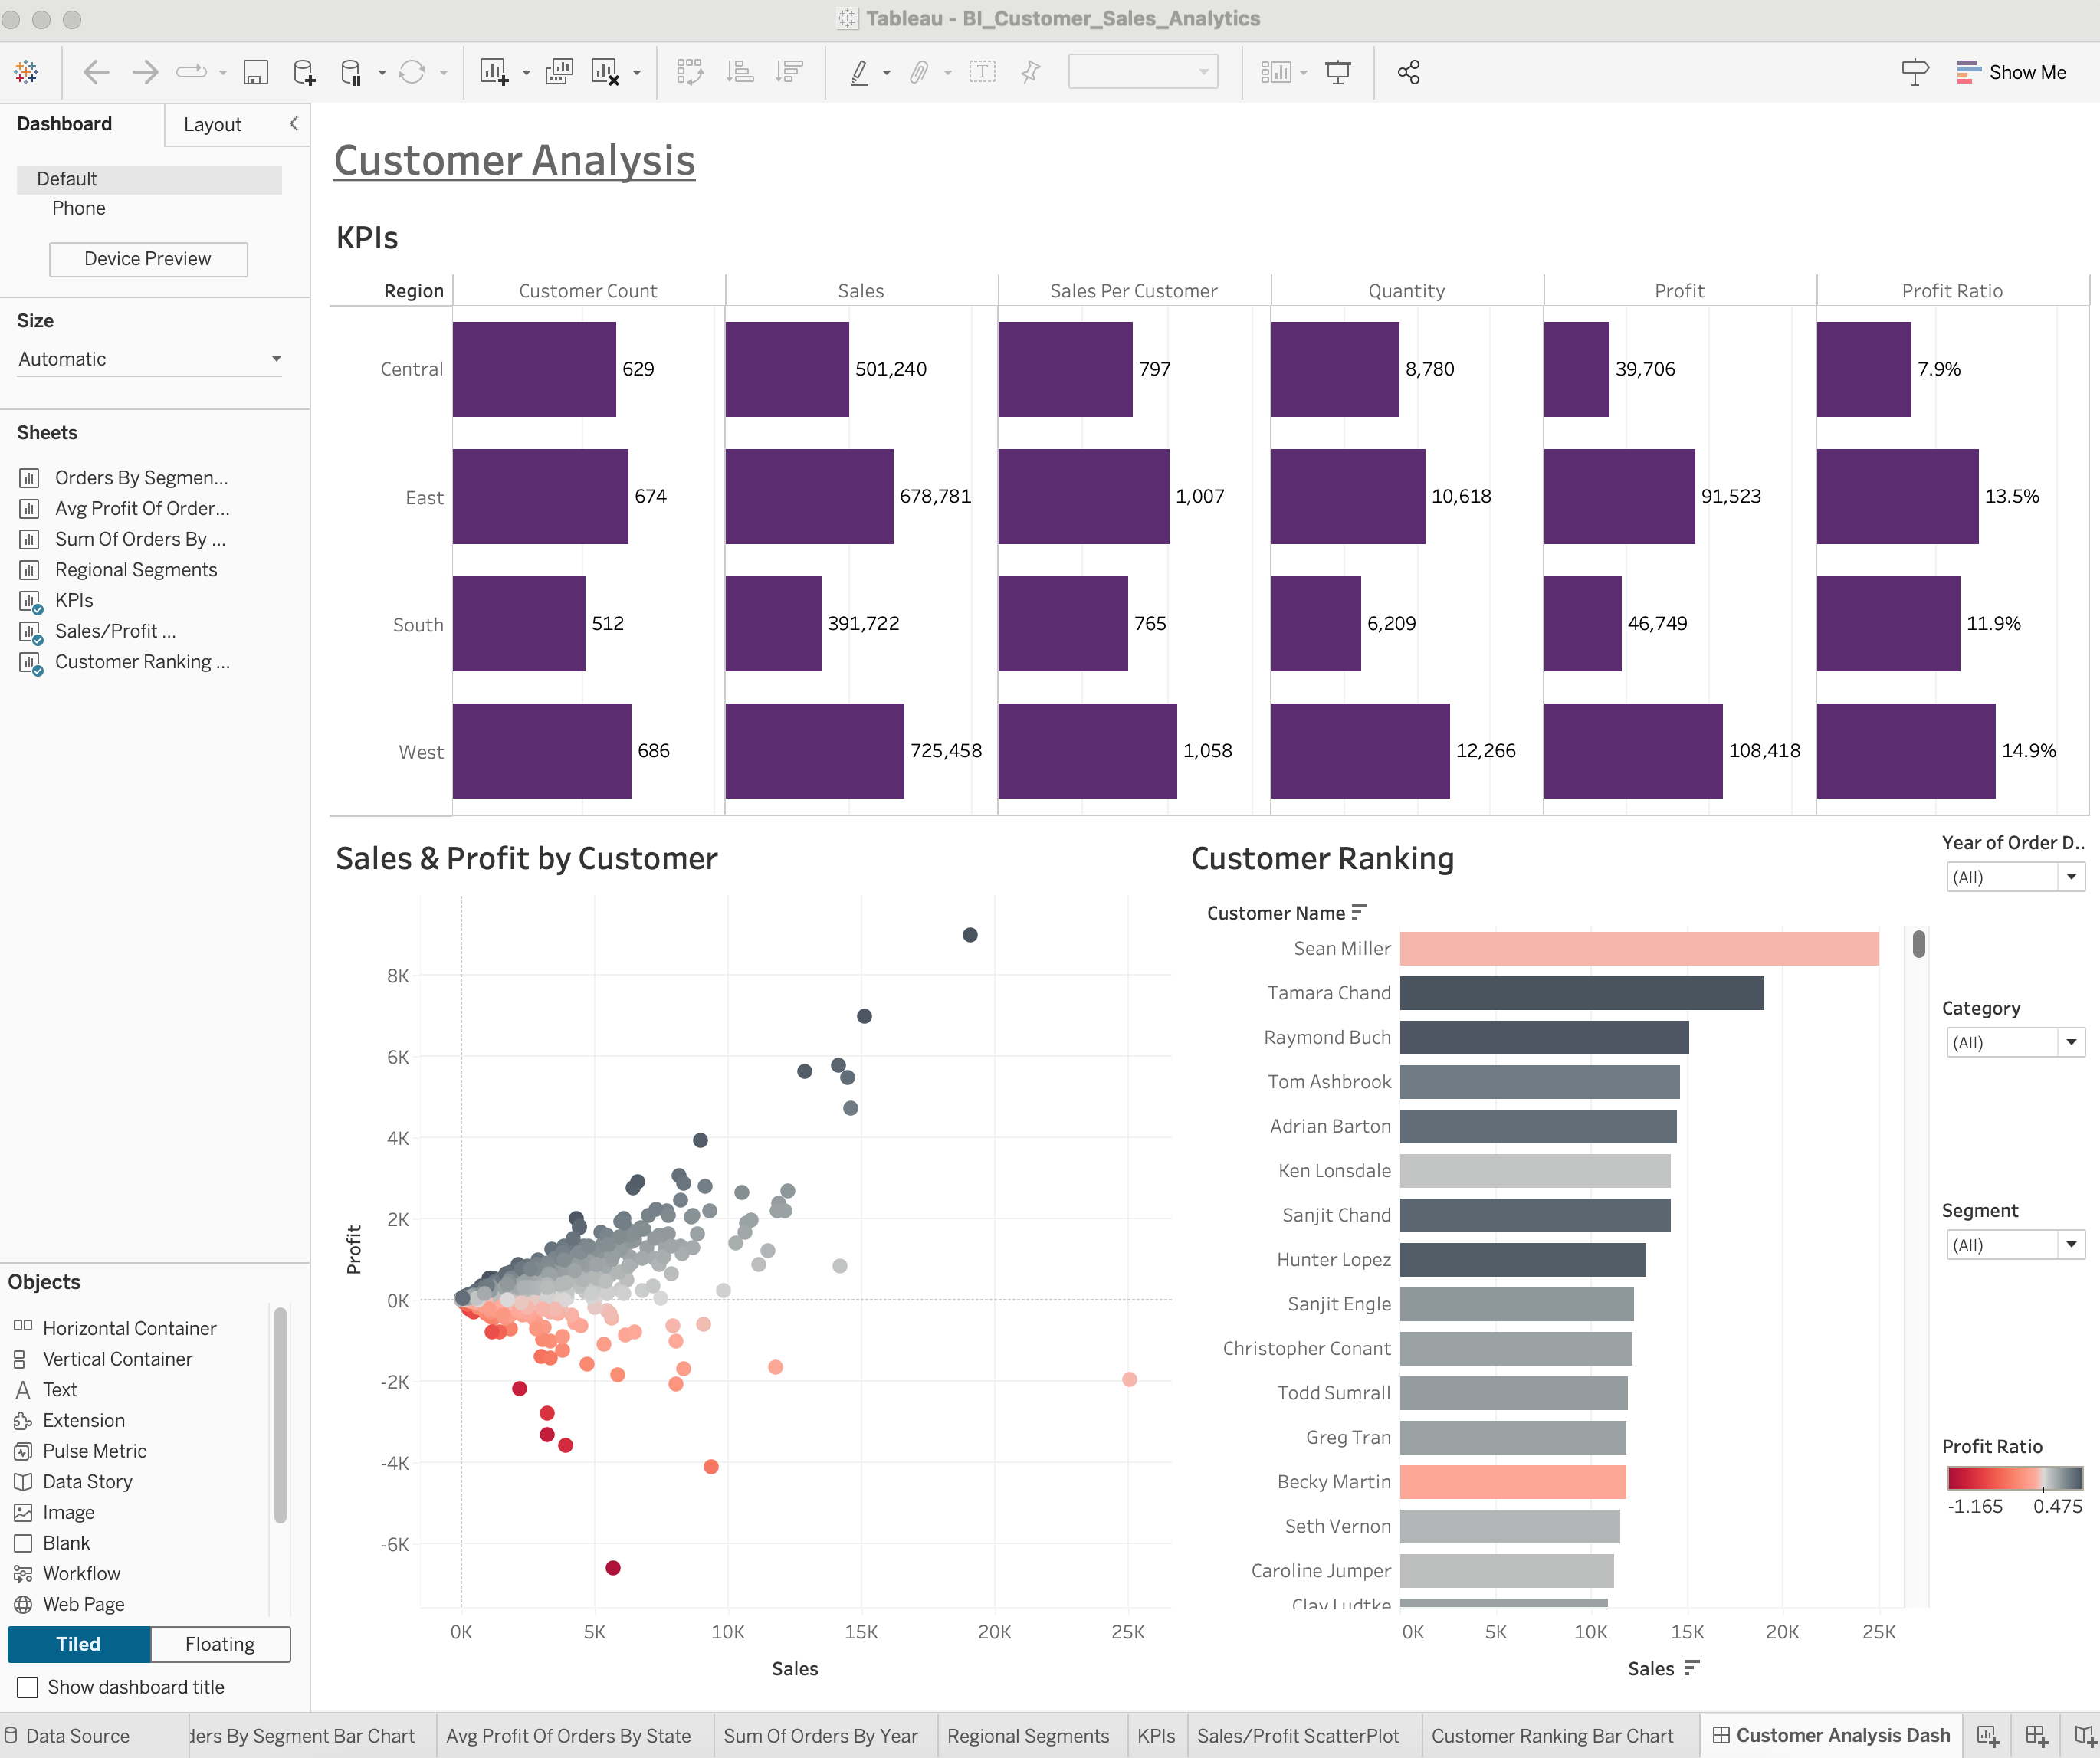 Tableau - BI_Customer_Sales_Analytics
Show Me
Dashboard
Layout
Default
Phone
Device Preview
Size
Automatic
Sheets
Orders By Segmen...
Avg Profit Of Order...
Sum Of Orders By ...
Regional Segments
KPIs
Sales/Profit ...
Customer Ranking ...
Objects
Horizontal Container
Vertical Container
Text
Extension
Pulse Metric
Data Story
Image
Blank
Workflow
Web Page
Tiled
Floating
Show dashboard title
Customer Analysis
KPIs
Region Customer Count Sales Sales Per Customer Quantity Profit Profit Ratio
Central 629 501,240 797 8,780 39,706 7.9%
East 674 678,781 1,007 10,618 91,523 13.5%
South 512 391,722 765 6,209 46,749 11.9%
West 686 725,458 1,058 12,266 108,418 14.9%
Sales & Profit by Customer
Profit
8K
6K
4K
2K
0K
-2K
-4K
-6K
0K 5K 10K 15K 20K 25K
Sales
Customer Ranking
Customer Name
Sean Miller
Tamara Chand
Raymond Buch
Tom Ashbrook
Adrian Barton
Ken Lonsdale
Sanjit Chand
Hunter Lopez
Sanjit Engle
Christopher Conant
Todd Sumrall
Greg Tran
Becky Martin
Seth Vernon
Caroline Jumper
Clay Ludtke
0K 5K 10K 15K 20K 25K
Sales
Year of Order D..
(All)
Category
(All)
Segment
(All)
Profit Ratio
-1.165 0.475
Data Source
ders By Segment Bar Chart
Avg Profit Of Orders By State
Sum Of Orders By Year
Regional Segments
KPIs
Sales/Profit ScatterPlot
Customer Ranking Bar Chart
Customer Analysis Dash